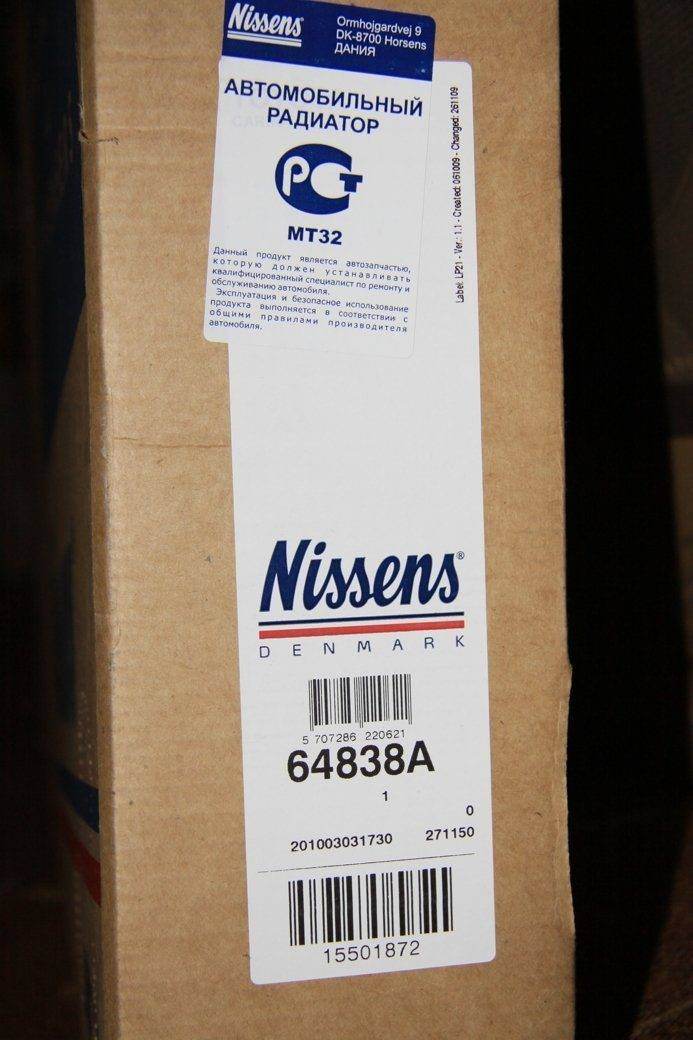 Nissens
Ormhojgardvej 9
DK-8700 Horsens
ДАНИЯ
АВТОМОБИЛЬНЫЙ
РАДИАТОР
РСТ
МТ32
Данный продукт является автозапчастью,
которую должен устанавливать
квалифицированный специалист по ремонту и
обслуживанию автомобиля.
Эксплуатация и безопасное использование
продукта выполняется в соответствии с
общими правилами производителя
автомобиля.
Label: LP21 - Ver.: 1.1 - Created: 061009 - Changed: 261109
Nissens®
DENMARK
5 707286 220621
64838A
1
0
201003031730 271150
15501872